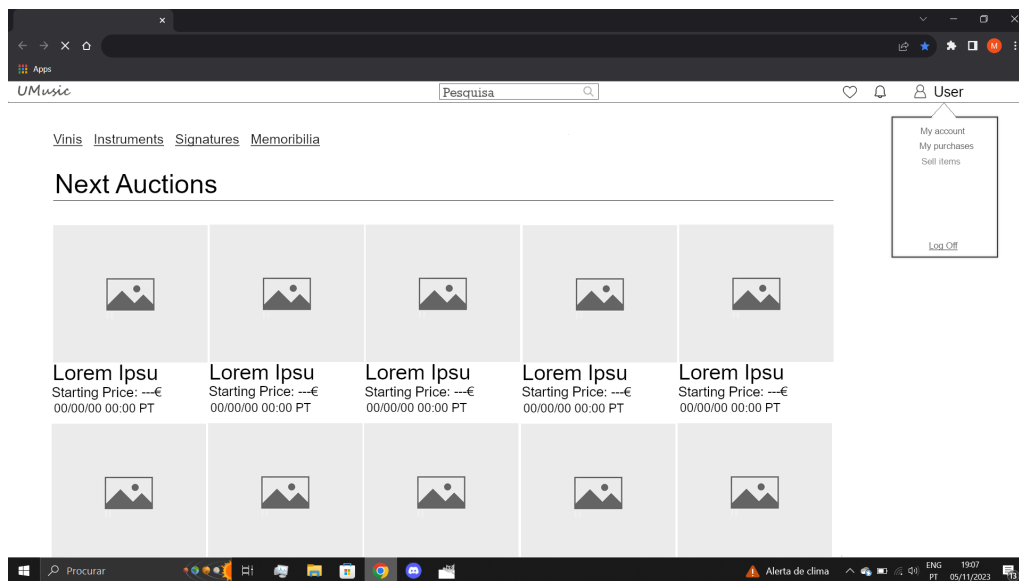 Apps
M
UMusic
Pesquisa
User
My account
My purchases
Sell items
Log Off
Vinis Instruments Signatures Memoribilia
Next Auctions
Lorem Ipsu Lorem Ipsu Lorem Ipsu Lorem Ipsu Lorem Ipsu
Starting Price: ---€ Starting Price: ---€ Starting Price: ---€ Starting Price: ---€ Starting Price: ---€
00/00/00 00:00 PT 00/00/00 00:00 PT 00/00/00 00:00 PT 00/00/00 00:00 PT 00/00/00 00:00 PT
Procurar
Alerta de clima
ENG 19:07
PT 05/11/2023
13